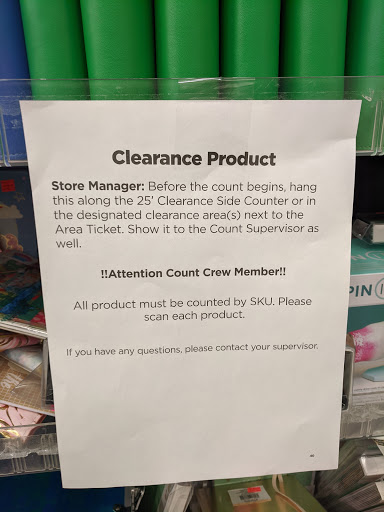 Clearance Product
Store Manager: Before the count begins, hang
this along the 25' Clearance Side Counter or in
the designated clearance area(s) next to the
Area Ticket. Show it to the Count Supervisor as
well.
!!Attention Count Crew Member!!
All product must be counted by SKU. Please
scan each product.
If you have any questions, please contact your supervisor.
PIN